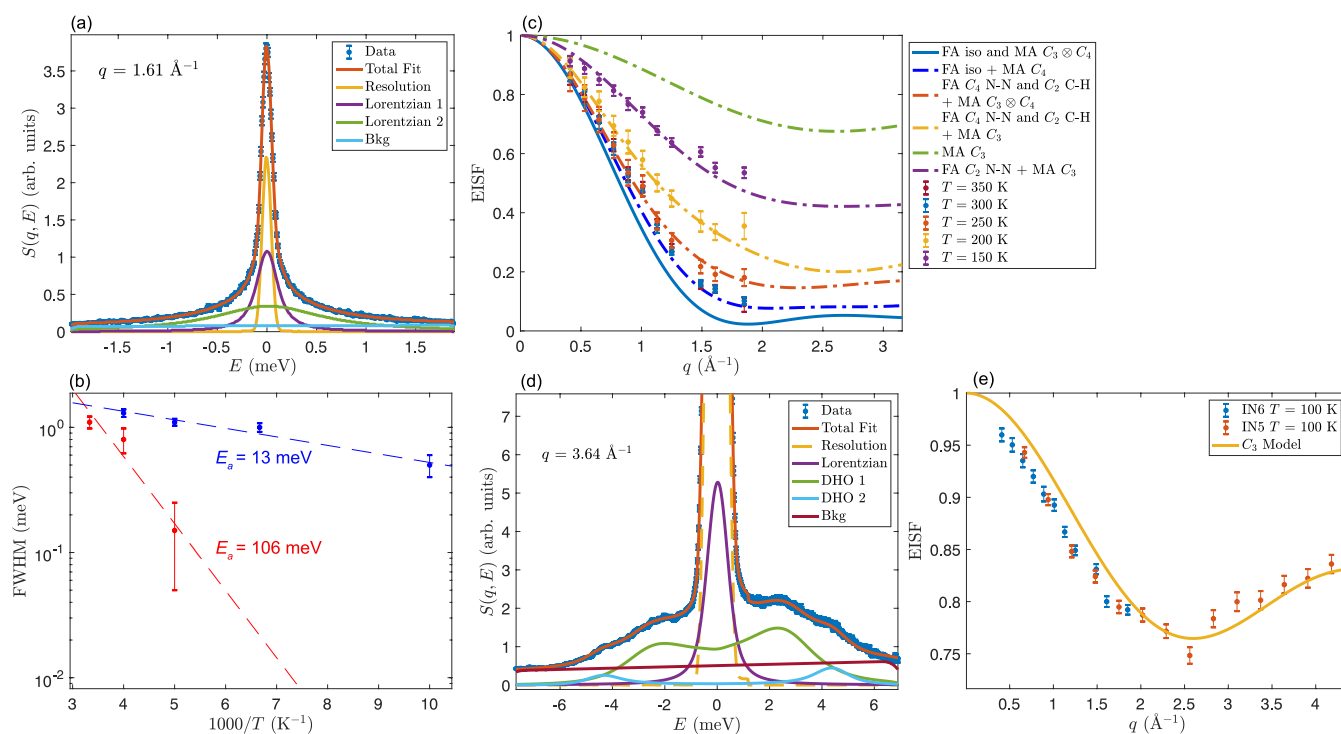 (a)
q = 1.61 Å⁻¹
Data
Total Fit
Resolution
Lorentzian 1
Lorentzian 2
Bkg
S(q, E) (arb. units)
3.5
3
2.5
2
1.5
1
0.5
0
-1.5
-1
-0.5
0
0.5
1
1.5
E (meV)
(c)
EISF
1
0.8
0.6
0.4
0.2
0
0
0.5
1
1.5
2
2.5
3
q (Å⁻¹)
FA iso and MA C₃ ⊗ C₄
FA iso + MA C₄
FA C₄ N-N and C₂ C-H
+ MA C₃ ⊗ C₄
FA C₄ N-N and C₂ C-H
+ MA C₃
MA C₃
FA C₂ N-N + MA C₃
T = 350 K
T = 300 K
T = 250 K
T = 200 K
T = 150 K
(b)
FWHM (meV)
10⁰
10⁻¹
10⁻²
Eₐ = 13 meV
Eₐ = 106 meV
3
4
5
6
7
8
9
10
1000/T (K⁻¹)
(d)
q = 3.64 Å⁻¹
Data
Total Fit
Resolution
Lorentzian
DHO 1
DHO 2
Bkg
S(q, E) (arb. units)
7
6
5
4
3
2
1
0
-6
-4
-2
0
2
4
6
E (meV)
(e)
IN6 T = 100 K
IN5 T = 100 K
C₃ Model
EISF
1
0.95
0.9
0.85
0.8
0.75
0.5
1
1.5
2
2.5
3
3.5
4
q (Å⁻¹)